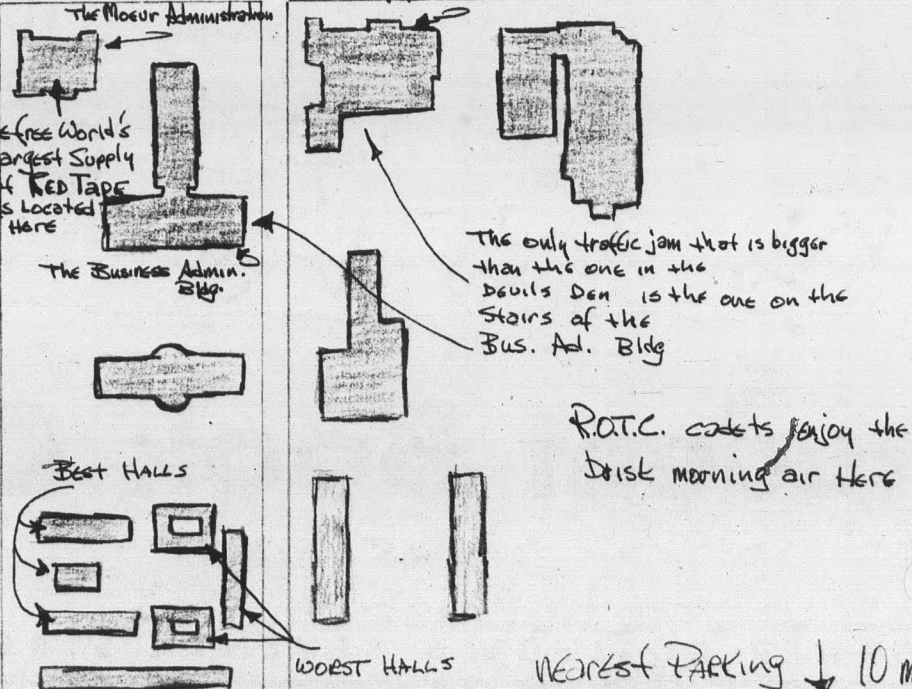 The Moeur Administration
e free World's
argest Supply
f RED TAPE
s Located
Here
The Business Admin.
Bldg.
The only traffic jam that is bigger
than the one in the
Devils Den is the one on the
Stairs of the
Bus. Ad. Bldg
R.O.T.C. cadets enjoy the
brisk morning air Here
Best Halls
Worst Halls
Nearest Parking ↓ 10 m